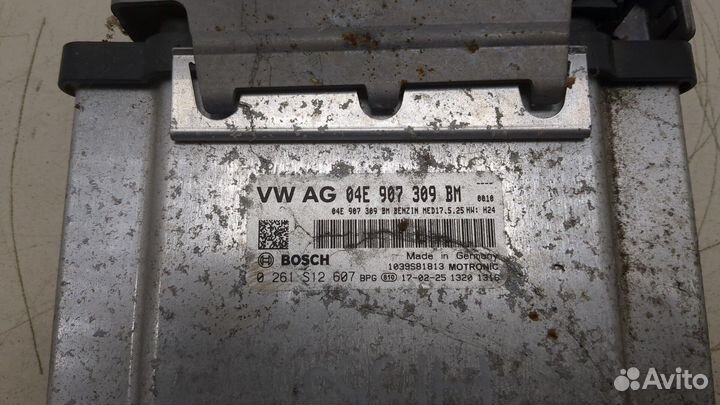 VW AG 04E 907 309 BM ----
0010
04E 907 309 BM BENZIN MED17.5.25 HW: H24
BOSCH Made in Germany
1039S81813 MOTRONIC
0 261 S12 607 BPG 810 17-02-25 1320 1316
Avito